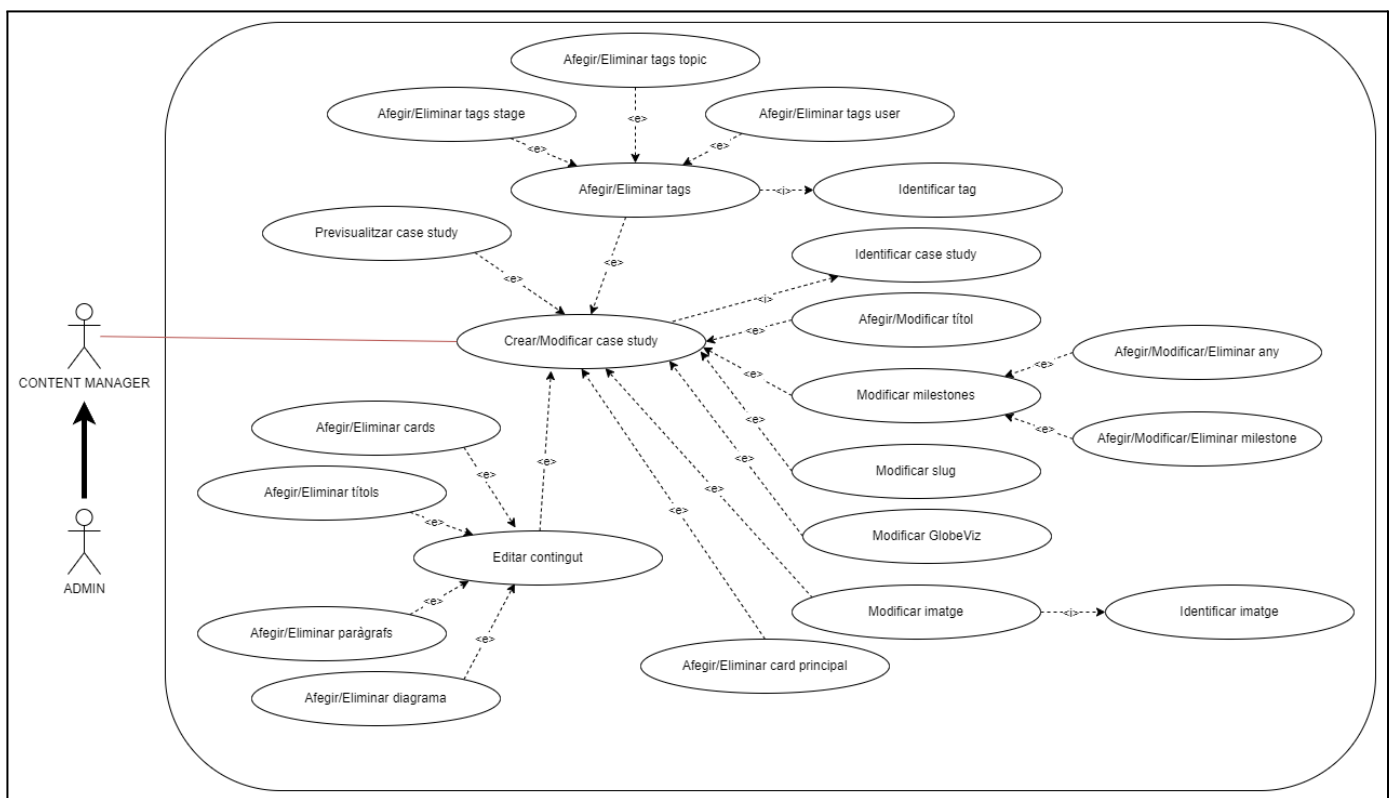 Afegir/Eliminar tags topic
Afegir/Eliminar tags stage
Afegir/Eliminar tags user
<e>
<e>
<e>
Afegir/Eliminar tags
<i>
Identificar tag
Previsualitzar case study
<e>
<e>
Identificar case study
<i>
Afegir/Modificar títol
<e>
Crear/Modificar case study
CONTENT MANAGER
Afegir/Modificar/Eliminar any
<e>
<e>
Modificar milestones
<e>
Afegir/Modificar/Eliminar milestone
<e>
Modificar slug
<e>
Modificar GlobeViz
<e>
Modificar imatge
<i>
Identificar imatge
<e>
Afegir/Eliminar card principal
Afegir/Eliminar cards
<e>
<e>
Afegir/Eliminar títols
<e>
Editar contingut
ADMIN
<e>
Afegir/Eliminar paràgrafs
<e>
Afegir/Eliminar diagrama